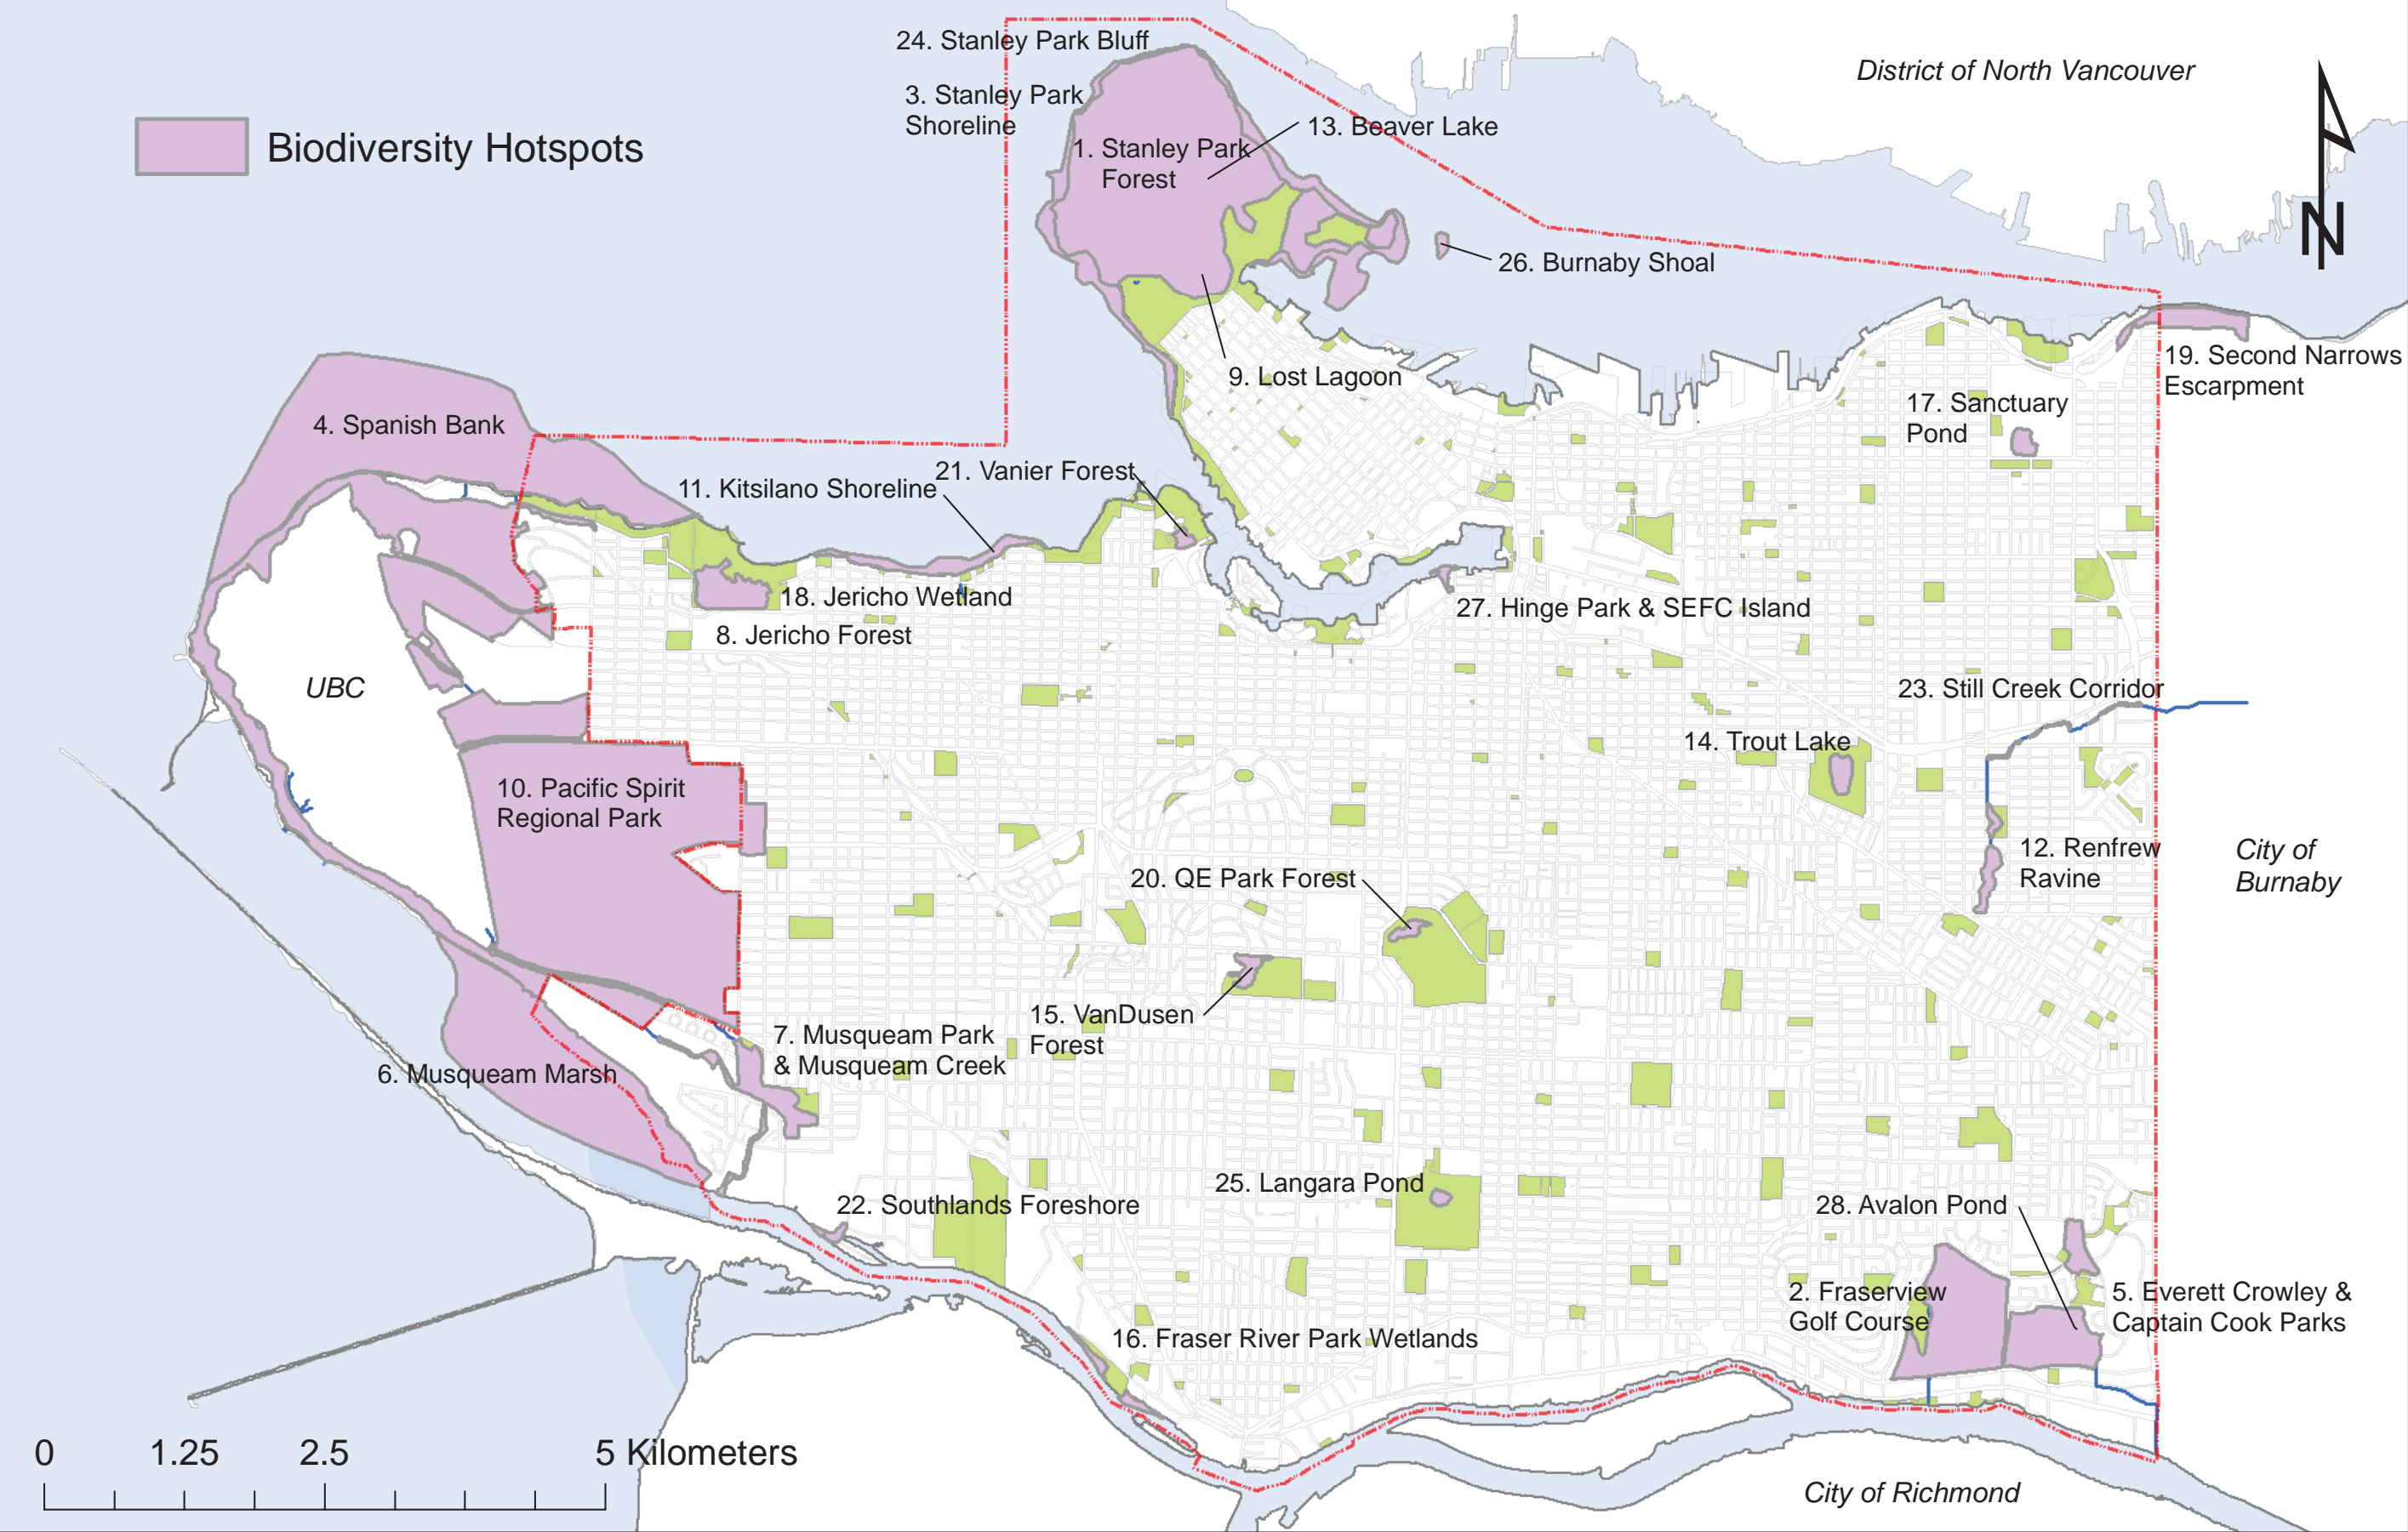 24. Stanley Park Bluff
District of North Vancouver
3. Stanley Park
Shoreline
13. Beaver Lake
Biodiversity Hotspots
1. Stanley Park
Forest
N
26. Burnaby Shoal
19. Second Narrows
Escarpment
9. Lost Lagoon
17. Sanctuary
Pond
4. Spanish Bank
21. Vanier Forest
11. Kitsilano Shoreline
18. Jericho Wetland
27. Hinge Park & SEFC Island
8. Jericho Forest
UBC
23. Still Creek Corridor
14. Trout Lake
10. Pacific Spirit
Regional Park
12. Renfrew
Ravine
City of
Burnaby
20. QE Park Forest
15. VanDusen
Forest
7. Musqueam Park
& Musqueam Creek
6. Musqueam Marsh
25. Langara Pond
22. Southlands Foreshore
28. Avalon Pond
2. Fraserview
Golf Course
5. Everett Crowley &
Captain Cook Parks
16. Fraser River Park Wetlands
0 1.25 2.5 5 Kilometers
City of Richmond